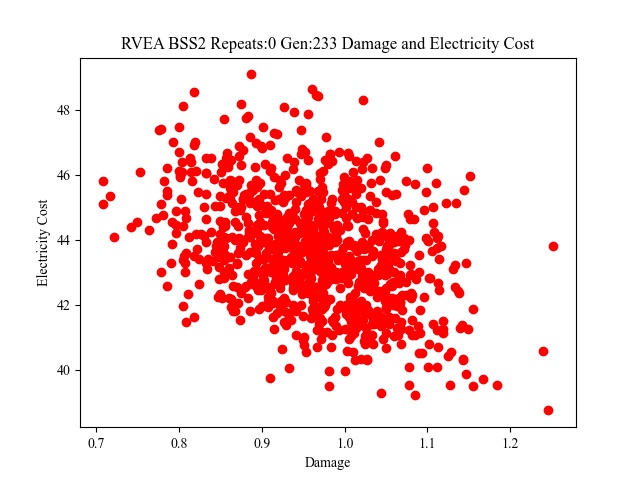 RVEA BSS2 Repeats:0 Gen:233 Damage and Electricity Cost
48
46
44
42
40
Electricity Cost
0.7 0.8 0.9 1.0 1.1 1.2
Damage